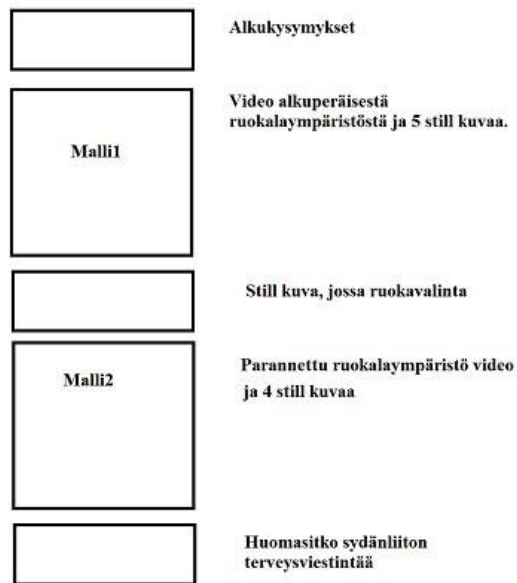 Alkukysymykset
Video alkuperäisestä
ruokalaympäristöstä ja 5 still kuvaa.
Malli1
Still kuva, jossa ruokavalinta
Parannettu ruokalaympäristö video
Malli2
ja 4 still kuvaa
Huomasitko sydänliiton
terveysviestintää